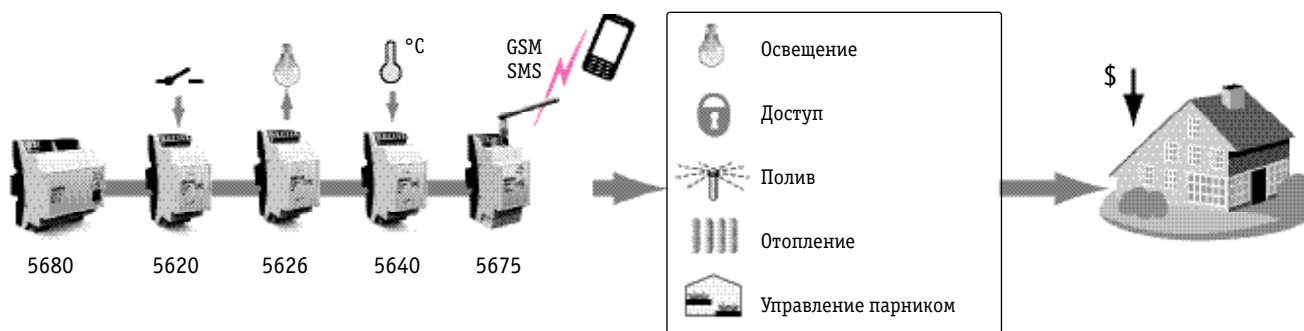 °C
GSM
SMS
5680
5620
5626
5640
5675
Освещение
Доступ
Полив
Отопление
Управление парником
$